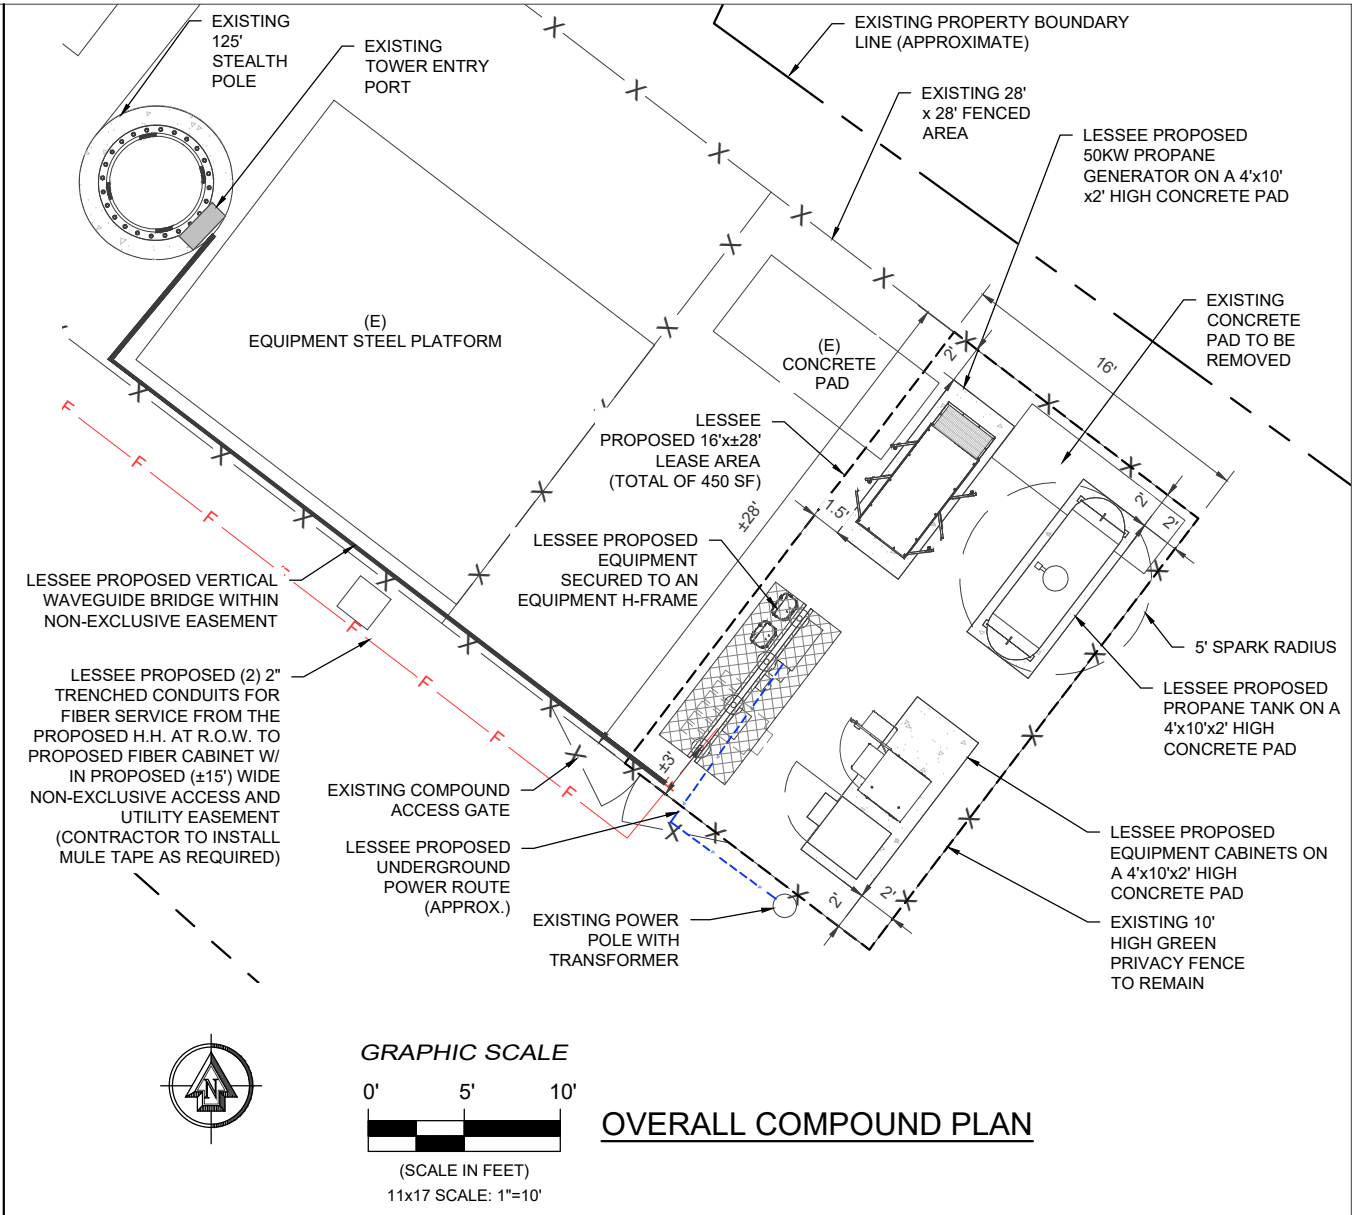 EXISTING
125'
STEALTH
POLE
EXISTING
TOWER ENTRY
PORT
EXISTING PROPERTY BOUNDARY
LINE (APPROXIMATE)
EXISTING 28'
x 28' FENCED
AREA
LESSEE PROPOSED
50KW PROPANE
GENERATOR ON A 4'x10'
x2' HIGH CONCRETE PAD
EXISTING
CONCRETE
PAD TO BE
REMOVED
(E)
EQUIPMENT STEEL PLATFORM
(E)
CONCRETE
PAD
2'
16'
LESSEE
PROPOSED 16'x±28'
LEASE AREA
(TOTAL OF 450 SF)
±28'
1.5'
2'
2'
LESSEE PROPOSED
EQUIPMENT
SECURED TO AN
EQUIPMENT H-FRAME
F
F
F
F
F
F
LESSEE PROPOSED VERTICAL
WAVEGUIDE BRIDGE WITHIN
NON-EXCLUSIVE EASEMENT
LESSEE PROPOSED (2) 2"
TRENCHED CONDUITS FOR
FIBER SERVICE FROM THE
PROPOSED H.H. AT R.O.W. TO
PROPOSED FIBER CABINET W/
IN PROPOSED (±15') WIDE
NON-EXCLUSIVE ACCESS AND
UTILITY EASEMENT
(CONTRACTOR TO INSTALL
MULE TAPE AS REQUIRED)
5' SPARK RADIUS
LESSEE PROPOSED
PROPANE TANK ON A
4'x10'x2' HIGH
CONCRETE PAD
±3'
EXISTING COMPOUND
ACCESS GATE
LESSEE PROPOSED
UNDERGROUND
POWER ROUTE
(APPROX.)
EXISTING POWER
POLE WITH
TRANSFORMER
2'
2'
LESSEE PROPOSED
EQUIPMENT CABINETS ON
A 4'x10'x2' HIGH
CONCRETE PAD
EXISTING 10'
HIGH GREEN
PRIVACY FENCE
TO REMAIN
N
GRAPHIC SCALE
0' 5' 10'
(SCALE IN FEET)
11x17 SCALE: 1"=10'
OVERALL COMPOUND PLAN